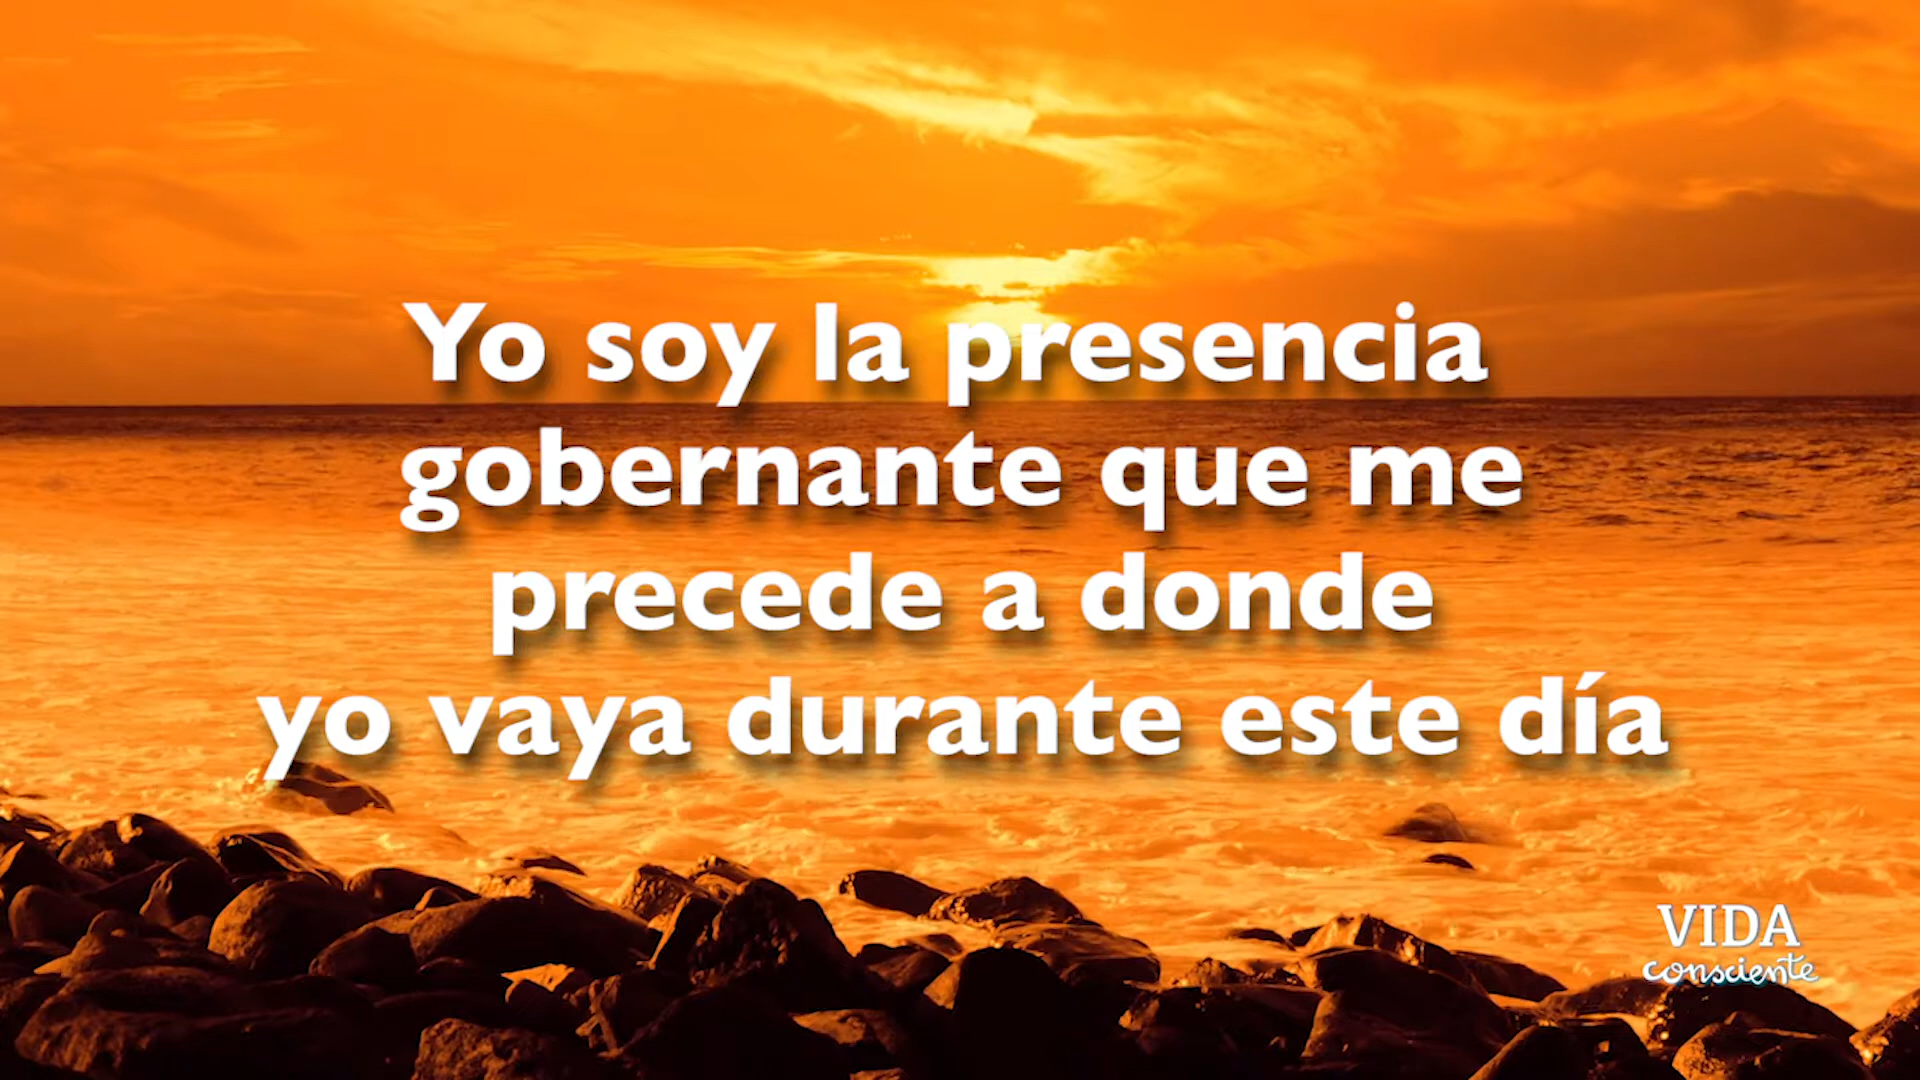 Yo soy la presencia
gobernante que me
precede a donde
yo vaya durante este día
VIDA
consciente